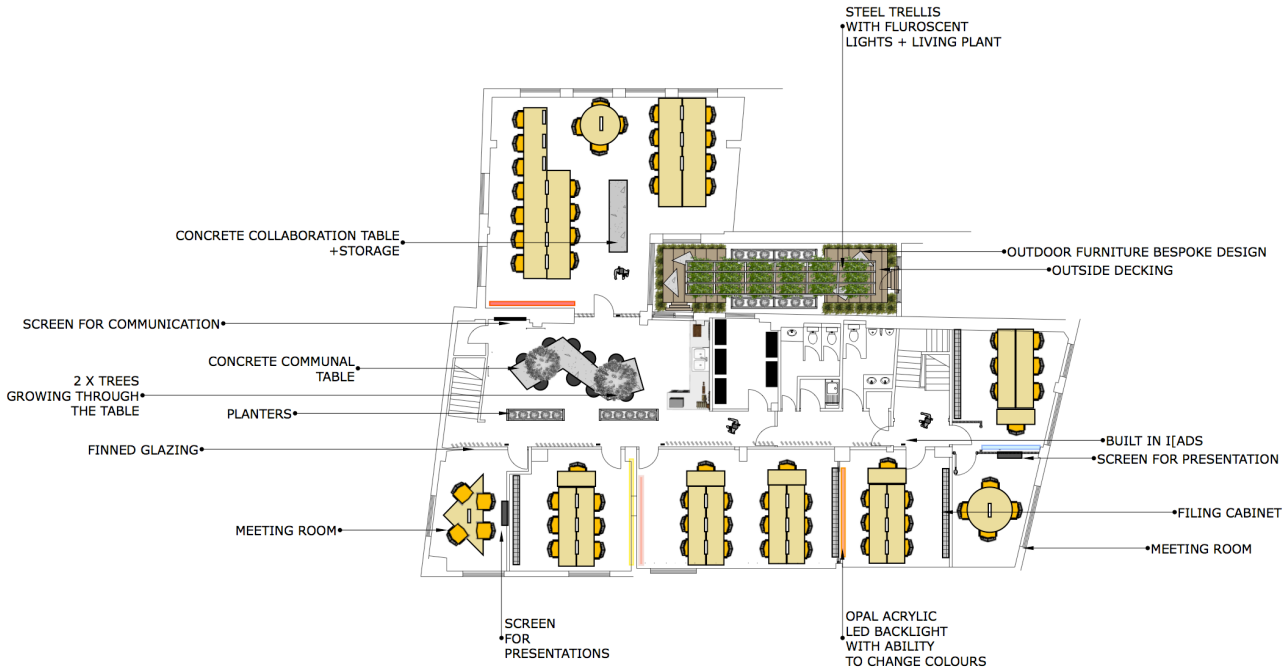 STEEL TRELLIS
WITH FLUROSCENT
LIGHTS + LIVING PLANT
CONCRETE COLLABORATION TABLE
+STORAGE
OUTDOOR FURNITURE BESPOKE DESIGN
OUTSIDE DECKING
SCREEN FOR COMMUNICATION
CONCRETE COMMUNAL
TABLE
2 X TREES
GROWING THROUGH
THE TABLE
PLANTERS
FINNED GLAZING
BUILT IN I[ADS
SCREEN FOR PRESENTATION
MEETING ROOM
FILING CABINET
MEETING ROOM
SCREEN
FOR
PRESENTATIONS
OPAL ACRYLIC
LED BACKLIGHT
WITH ABILITY
TO CHANGE COLOURS